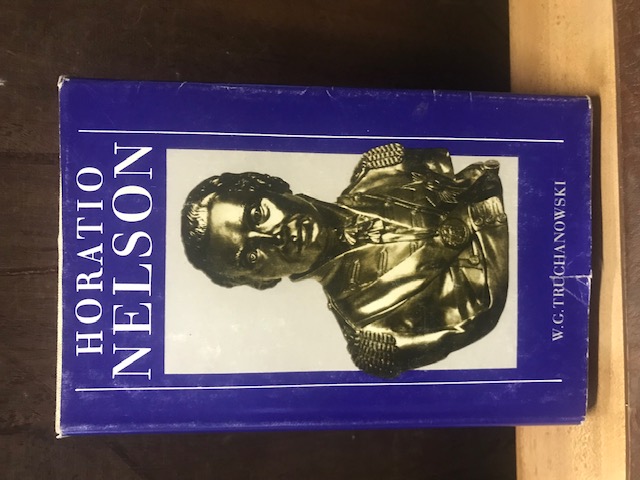 HORATIO
NELSON
W. G. TRUCHANOWSKI